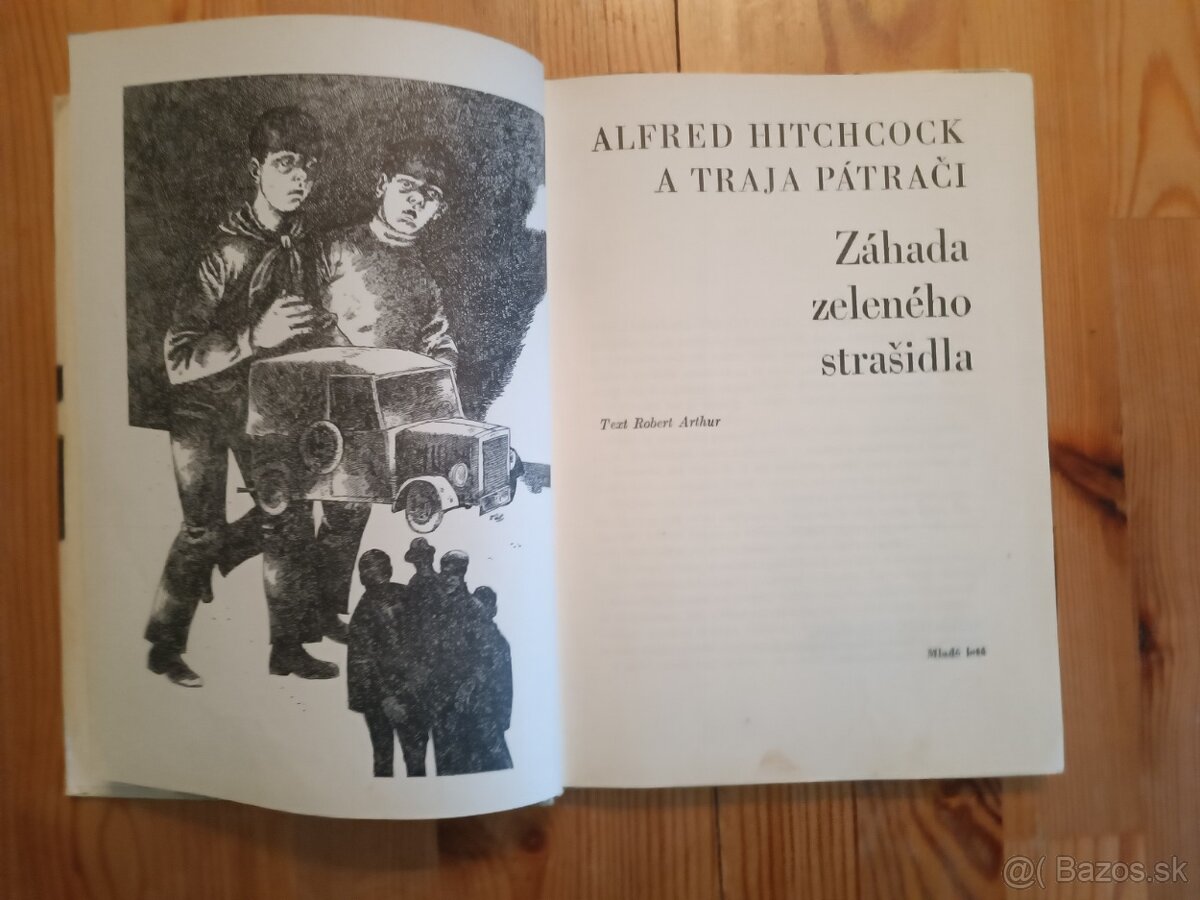 ALFRED HITCHCOCK
A TRAJA PÁTRAČI
Záhada
zeleného
strašidla
Text Robert Arthur
Mladé letá
@( Bazos.sk